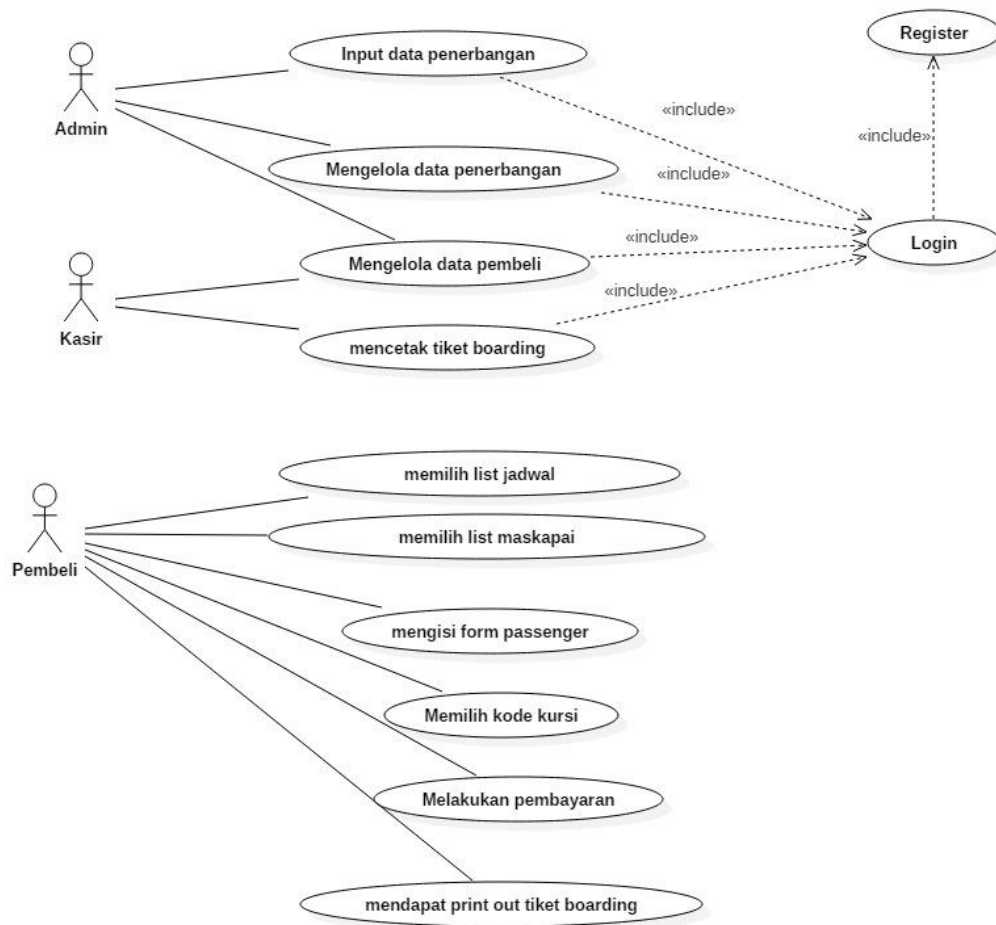 Register
Input data penerbangan
«include»
Admin
«include»
Mengelola data penerbangan
«include»
Login
Mengelola data pembeli
«include»
Kasir
«include»
mencetak tiket boarding
memilih list jadwal
memilih list maskapai
Pembeli
mengisi form passenger
Memilih kode kursi
Melakukan pembayaran
mendapat print out tiket boarding